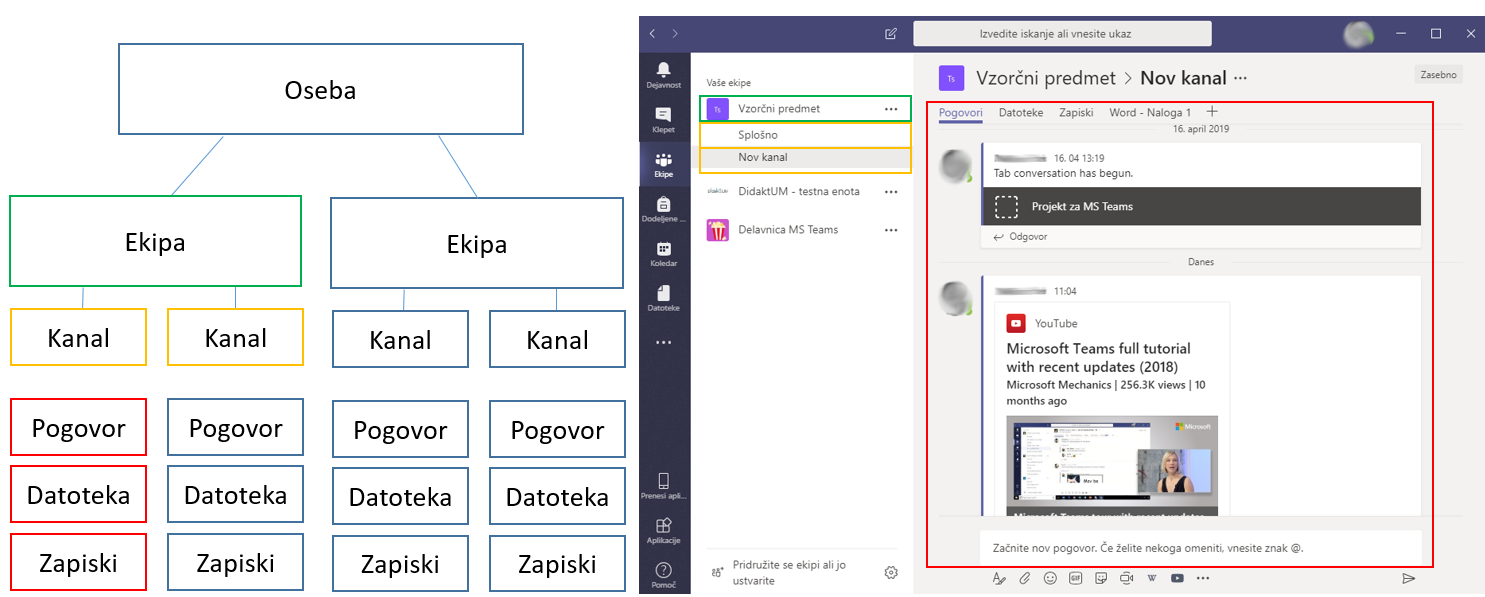 Oseba
Ekipa
Ekipa
Kanal
Kanal
Kanal
Kanal
Pogovor
Pogovor
Pogovor
Pogovor
Datoteka
Datoteka
Datoteka
Datoteka
Zapiski
Zapiski
Zapiski
Zapiski
Izvedite iskanje ali vnesite ukaz
Dejavnost
Klepet
Ekipe
Dodeljene ...
Koledar
Datoteke
Prenesi apli...
Aplikacije
Pomoč
Vaše ekipe
Ts Vzorčni predmet
Splošno
Nov kanal
DidaktUM - testna enota
Delavnica MS Teams
Pridružite se ekipi ali jo
ustvarite
Ts Vzorčni predmet > Nov kanal ...
Zasebno
Pogovori Datoteke Zapiski Word - Naloga 1 +
16. april 2019
16. 04 13:19
Tab conversation has begun.
Projekt za MS Teams
Odgovor
Danes
11:04
YouTube
Microsoft Teams full tutorial
with recent updates (2018)
Microsoft Mechanics | 256.3K views | 10
months ago
Microsoft
Začnite nov pogovor. Če želite nekoga omeniti, vnesite znak @.
GIF
W